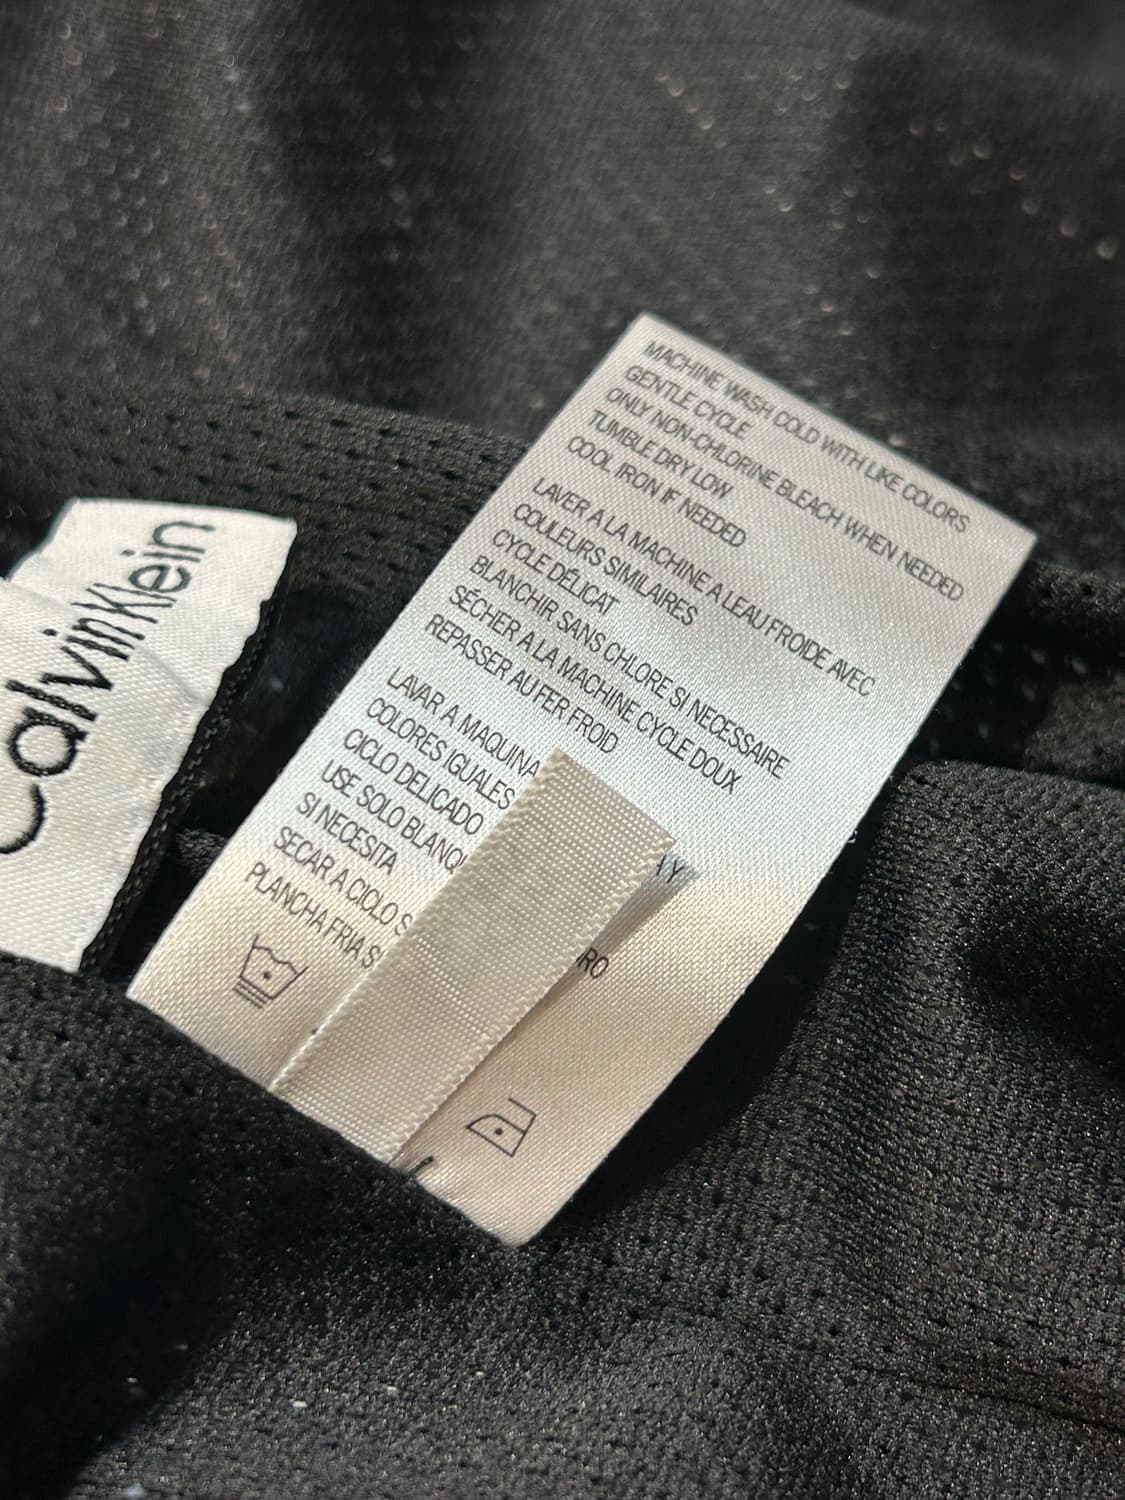 Calvin Klein
MACHINE WASH COLD WITH LIKE COLORS
GENTLE CYCLE
ONLY NON-CHLORINE BLEACH WHEN NEEDED
TUMBLE DRY LOW
COOL IRON IF NEEDED
LAVER A LA MACHINE A LEAU FROIDE AVEC
COULEURS SIMILAIRES
CYCLE DÉLICAT
BLANCHIR SANS CHLORE SI NECESSAIRE
SÉCHER A LA MACHINE CYCLE DOUX
REPASSER AU FER FROID
LAVAR A MAQUINA
COLORES IGUALES Y
CICLO DELICADO
USE SOLO
SI NECESITA
SECAR A CICLO
PLANCHA FRIA